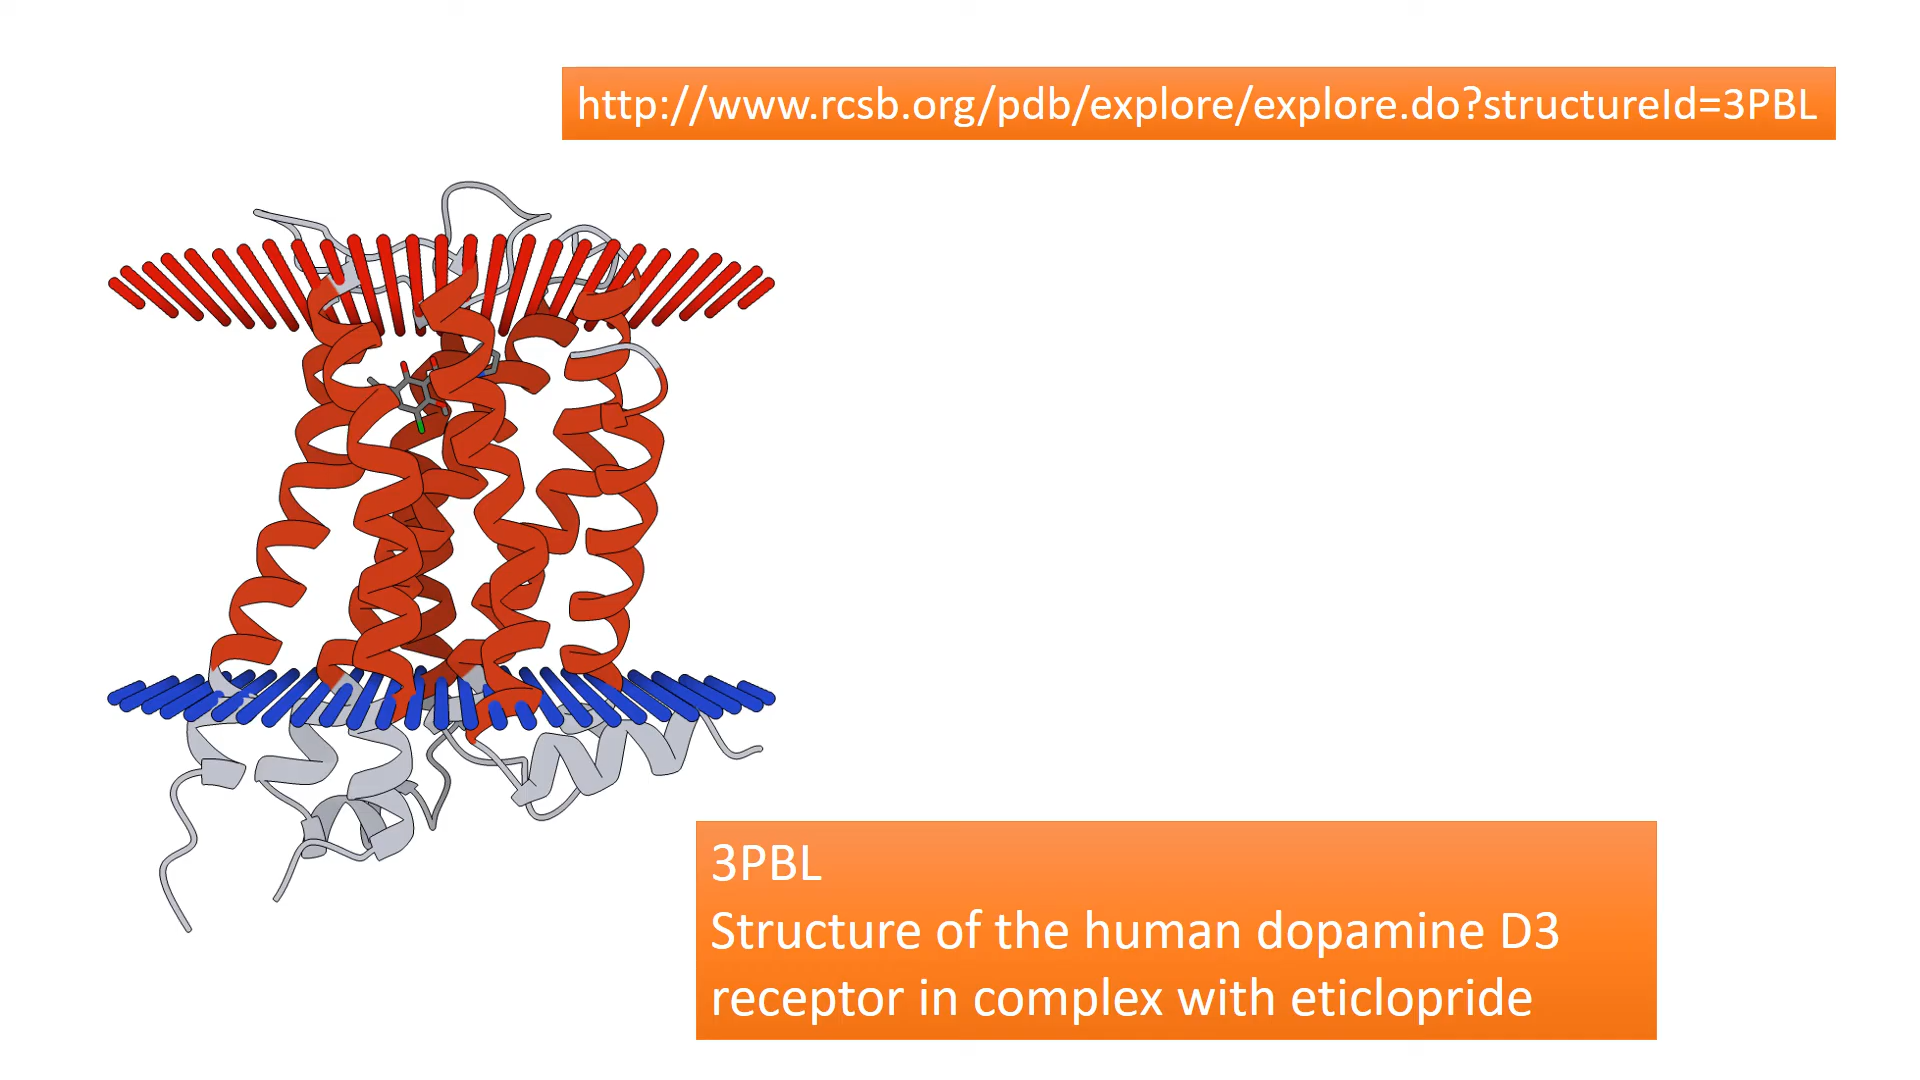 http://www.rcsb.org/pdb/explore/explore.do?structureId=3PBL
3PBL
Structure of the human dopamine D3
receptor in complex with eticlopride